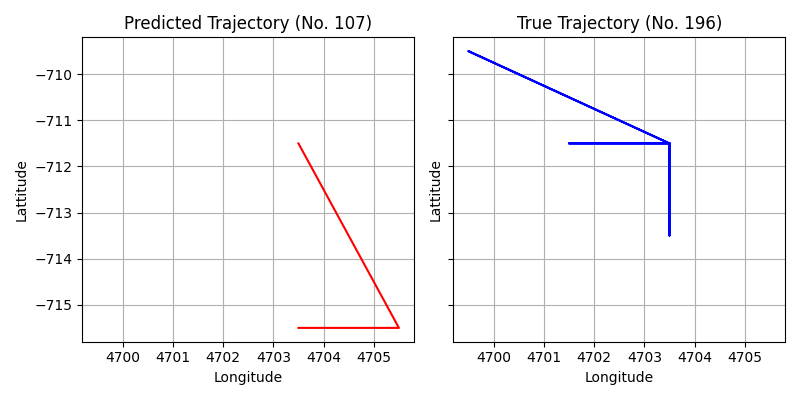 Predicted Trajectory (No. 107)
True Trajectory (No. 196)
−710
−711
−712
−713
−714
−715
Lattitude
Lattitude
4700 4701 4702 4703 4704 4705
4700 4701 4702 4703 4704 4705
Longitude
Longitude